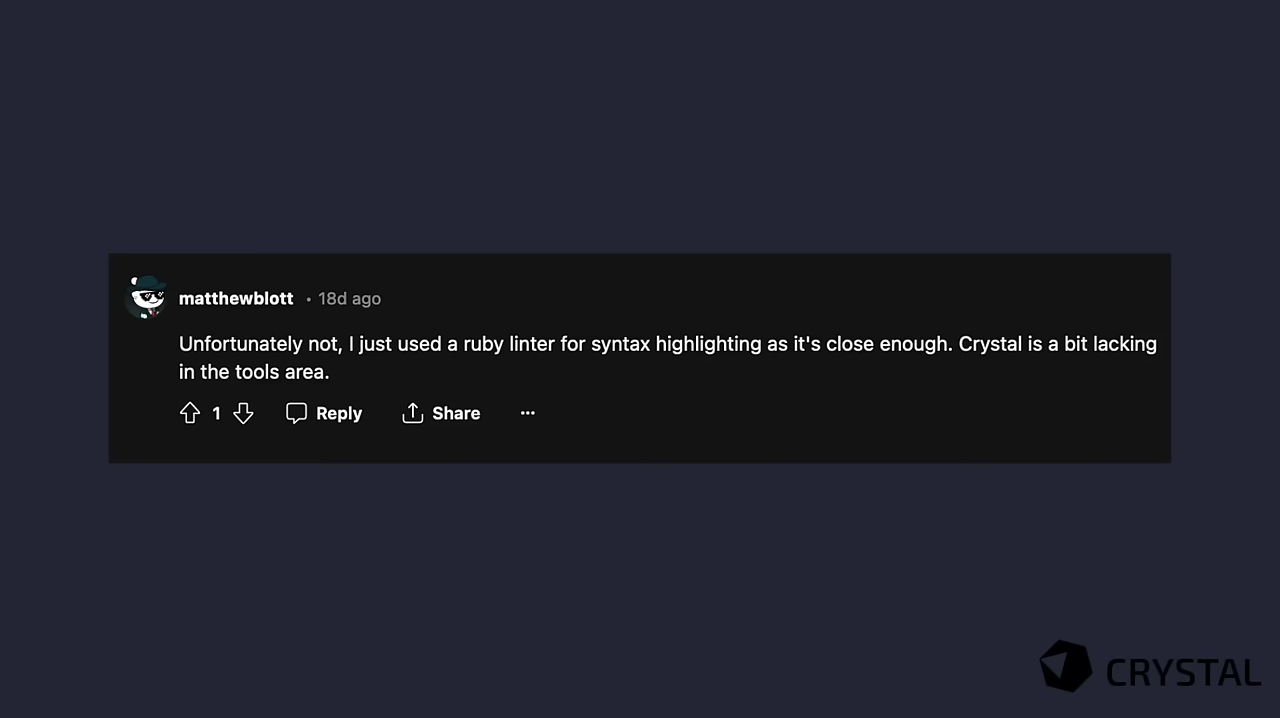 matthewblott • 18d ago
Unfortunately not, I just used a ruby linter for syntax highlighting as it's close enough. Crystal is a bit lacking
in the tools area.
1 Reply Share ···
CRYSTAL